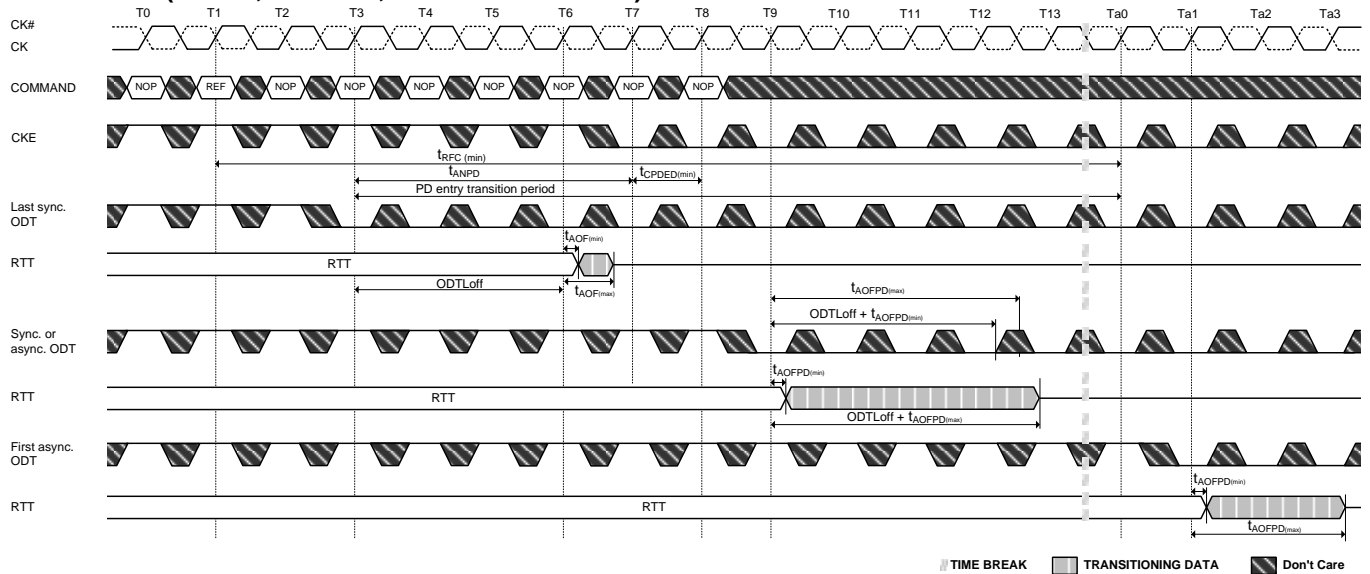 T0 T1 T2 T3 T4 T5 T6 T7 T8 T9 T10 T11 T12 T13 Ta0 Ta1 Ta2 Ta3
CK#
CK
COMMAND
NOP REF NOP NOP NOP NOP NOP NOP NOP
CKE
tRFC (min)
tANPD
tCPDED(min)
PD entry transition period
Last sync.
ODT
tAOF(min)
RTT
RTT
ODTLoff
tAOF(max)
tAOFPD(max)
ODTLoff + tAOFPD(min)
Sync. or
async. ODT
tAOFPD(min)
RTT
RTT
ODTLoff + tAOFPD(max)
First async.
ODT
tAOFPD(min)
RTT
RTT
tAOFPD(max)
TIME BREAK
TRANSITIONING DATA
Don't Care